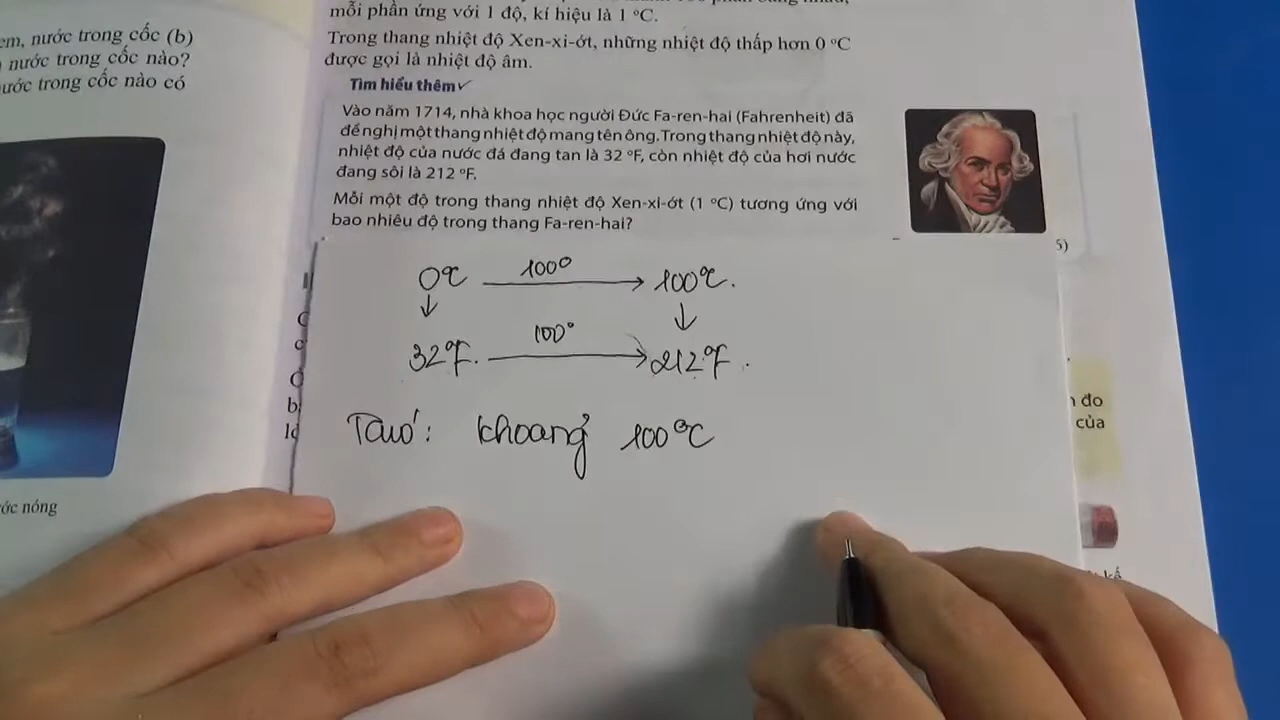 em, nước trong cốc (b)
nước trong cốc nào?
ước trong cốc nào có
ớc nóng
mỗi phần ứng với 1 độ, kí hiệu là 1 °C.
Trong thang nhiệt độ Xen-xi-ớt, những nhiệt độ thấp hơn 0 °C
được gọi là nhiệt độ âm.
Tìm hiểu thêm
Vào năm 1714, nhà khoa học người Đức Fa-ren-hai (Fahrenheit) đã
đề nghị một thang nhiệt độ mang tên ông. Trong thang nhiệt độ này,
nhiệt độ của nước đá đang tan là 32 °F, còn nhiệt độ của hơi nước
đang sôi là 212 °F.
Mỗi một độ trong thang nhiệt độ Xen-xi-ớt (1 °C) tương ứng với
bao nhiêu độ trong thang Fa-ren-hai?
5)
0°C 100° 100°C.
32°F. 100° 212°F.
Ta có: khoảng 100°C
đo
của